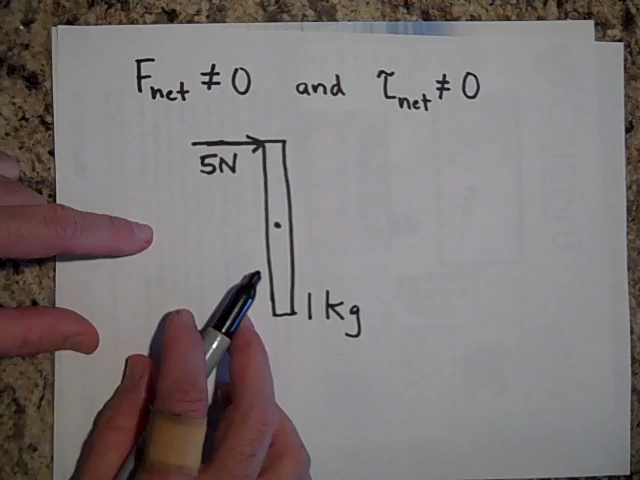 Fnet ≠ 0 and τnet ≠ 0
5N
1kg